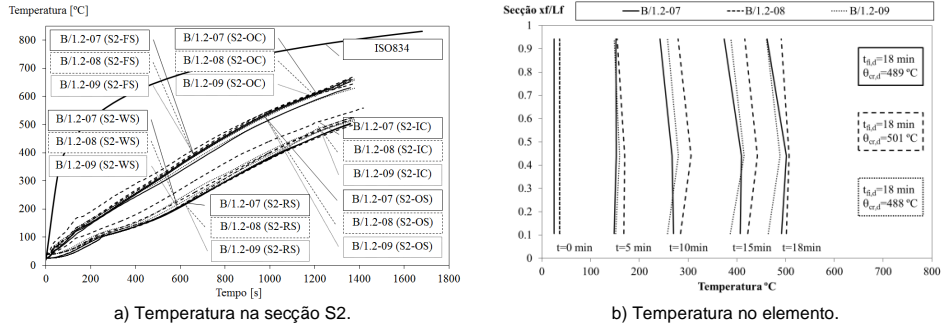 Temperatura [ºC]
800
700
600
500
400
300
200
100
0
0 200 400 600 800 1000 1200 1400 1600 1800
Tempo [s]
B/1.2-07 (S2-FS)
B/1.2-08 (S2-FS)
B/1.2-09 (S2-FS)
B/1.2-07 (S2-WS)
B/1.2-08 (S2-WS)
B/1.2-09 (S2-WS)
B/1.2-07 (S2-OC)
B/1.2-08 (S2-OC)
B/1.2-09 (S2-OC)
ISO834
B/1.2-07 (S2-IC)
B/1.2-08 (S2-IC)
B/1.2-09 (S2-IC)
B/1.2-07 (S2-RS)
B/1.2-08 (S2-RS)
B/1.2-09 (S2-RS)
B/1.2-07 (S2-OS)
B/1.2-08 (S2-OS)
B/1.2-09 (S2-OS)
a) Temperatura na secção S2.
Secção xf/Lf
B/1.2-07 B/1.2-08 B/1.2-09
1
0.9
0.8
0.7
0.6
0.5
0.4
0.3
0.2
0.1
t=0 min t=5 min t=10min t=15min t=18min
0 100 200 300 400 500 600 700 800
Temperatura ºC
tfi,d=18 min
θcr,d=489 ºC
tfi,d=18 min
θcr,d=501 ºC
tfi,d=18 min
θcr,d=488 ºC
b) Temperatura no elemento.